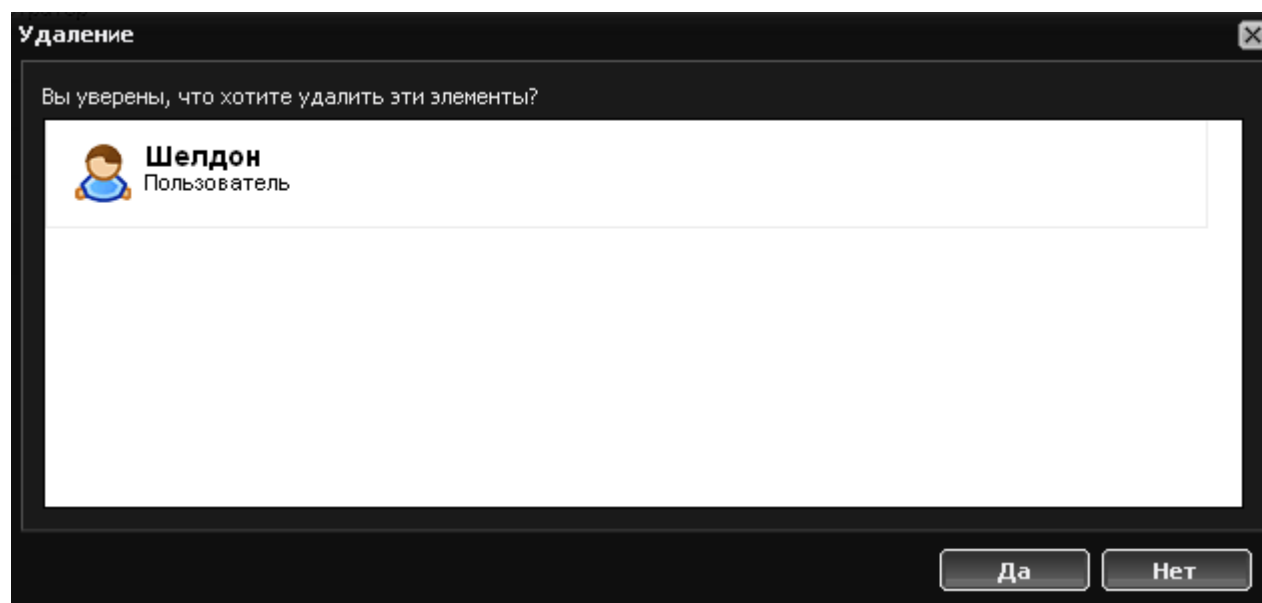 Удаление
Вы уверены, что хотите удалить эти элементы?
Шелдон
Пользователь
Да
Нет